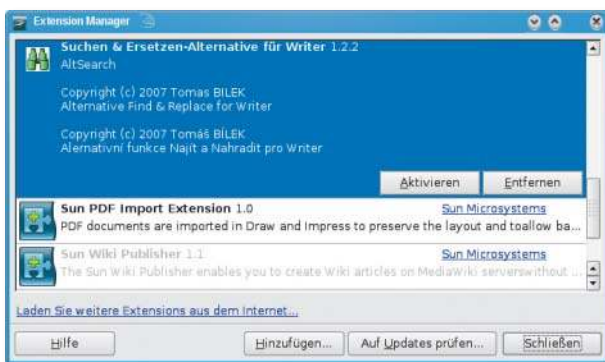 Extension Manager
Suchen & Ersetzen-Alternative für Writer 1.2.2
AltSearch
Copyright (c) 2007 Tomas BILEK
Alternative Find & Replace for Writer
Copyright (c) 2007 Tomáš BÍLEK
Alernativní funkce Najít a Nahradit pro Writer
Aktivieren Entfernen
Sun PDF Import Extension 1.0 Sun Microsystems
PDF documents are imported in Draw and Impress to preserve the layout and toallow ba...
Sun Wiki Publisher 1.1 Sun Microsystems
The Sun Wiki Publisher enables you to create Wiki articles on MediaWiki serverswithout ...
Laden Sie weitere Extensions aus dem Internet...
Hilfe Hinzufügen... Auf Updates prüfen... Schließen